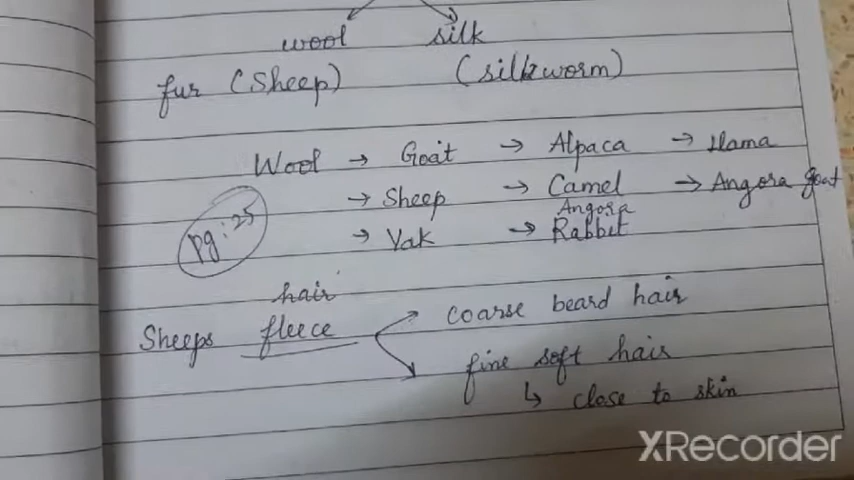 wool silk
fur (Sheep) (silkworm)
Wool → Goat → Alpaca → Llama
→ Sheep → Camel → Angora goat
pg: 25 → Yak → Angora Rabbit
hair
Sheeps fleece
coarse beard hair
fine soft hair
↳ close to skin
XRecorder